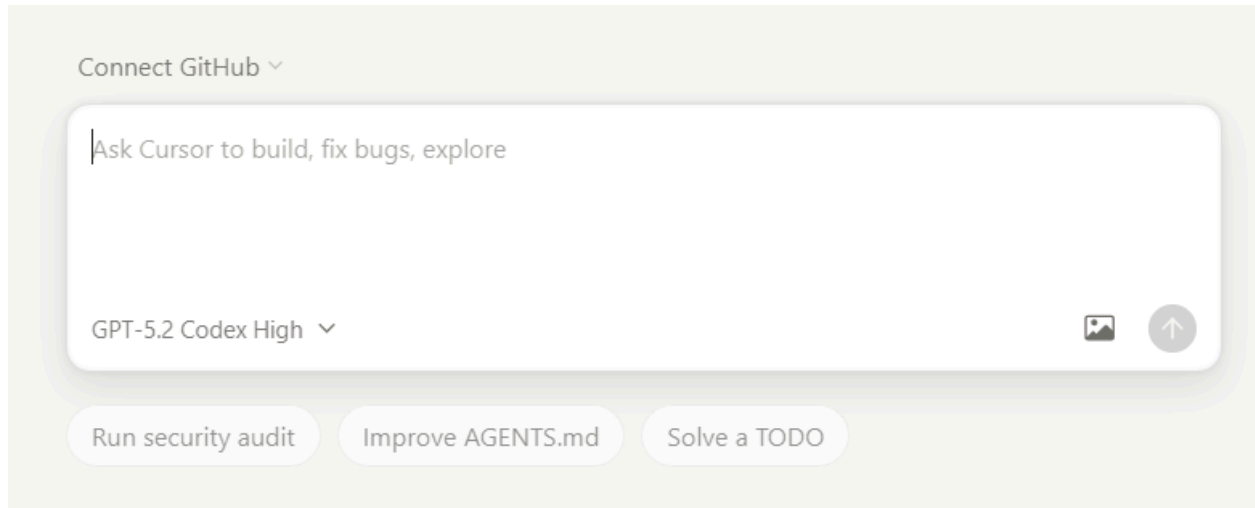 Connect GitHub
Ask Cursor to build, fix bugs, explore
GPT-5.2 Codex High
Run security audit
Improve AGENTS.md
Solve a TODO